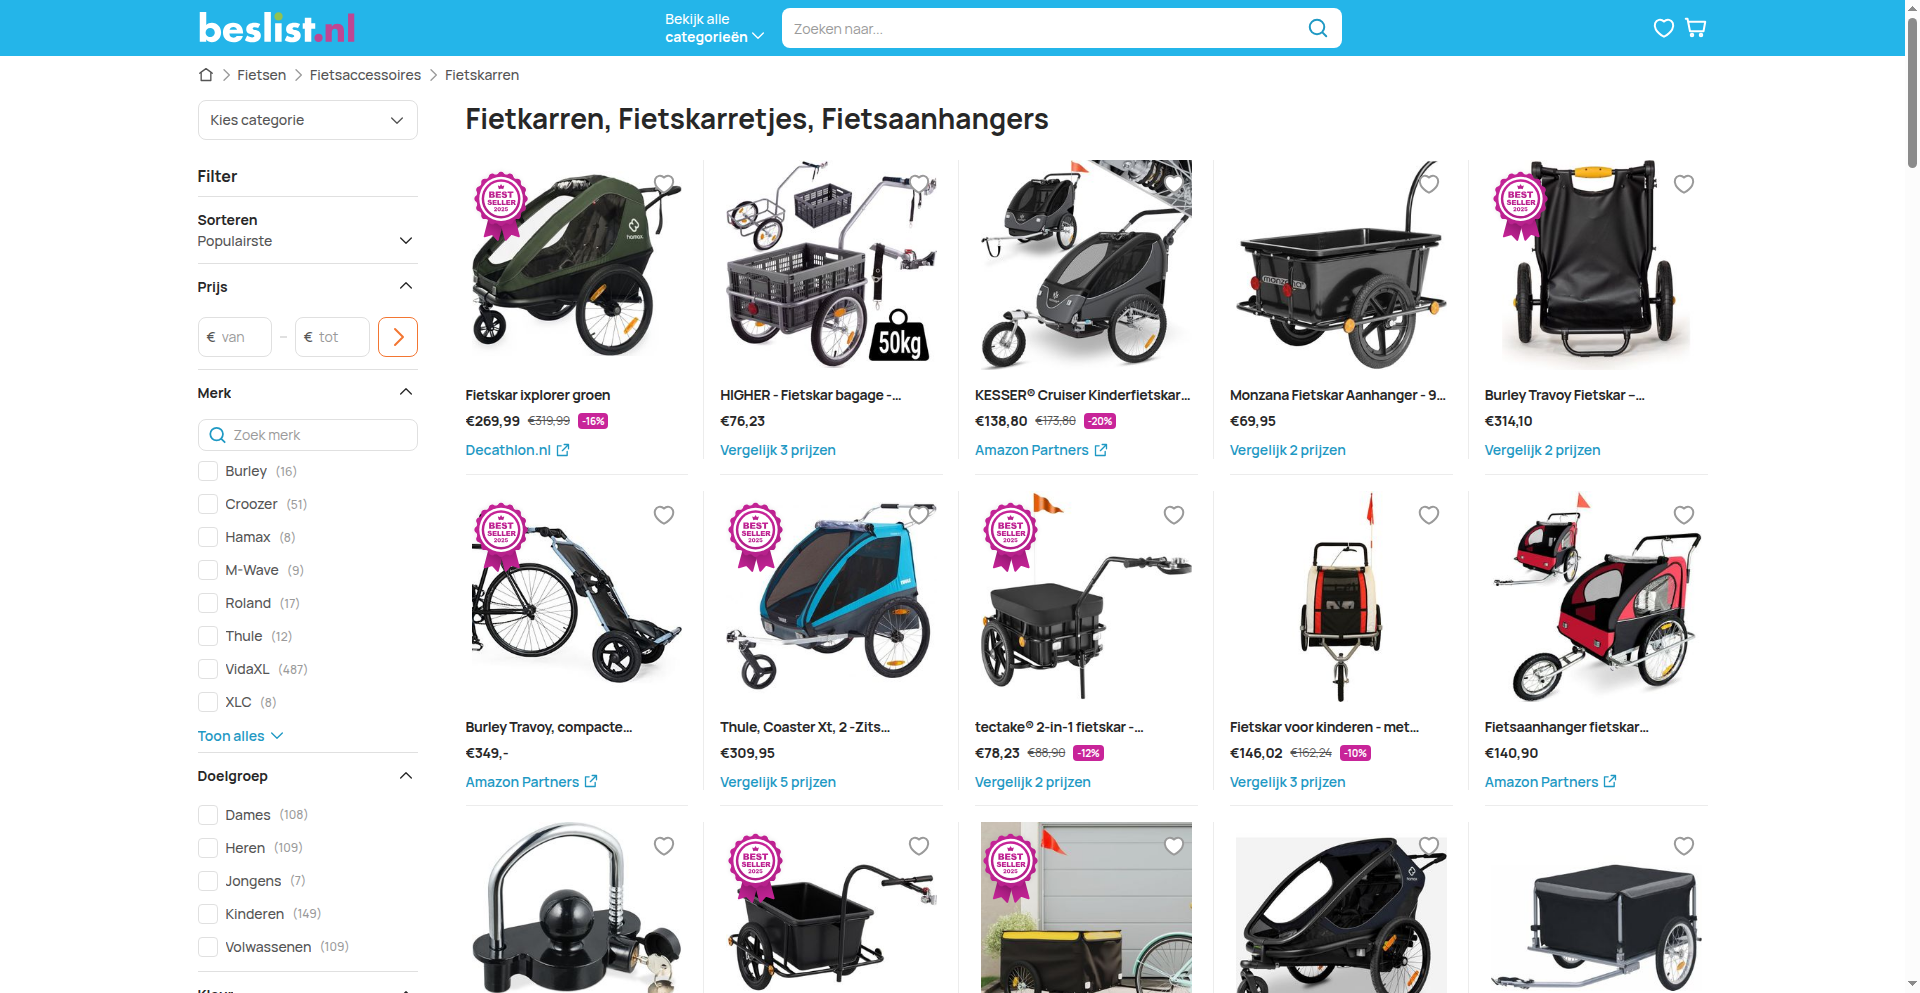 beslist.nl
Bekijk alle
categorieën
Zoeken naar...
Fietsen
Fietsaccessoires
Fietskarren
Kies categorie
Fietkarren, Fietskarretjes, Fietsaanhangers
Filter
Sorteren
Populairste
Prijs
€ van
–
€ tot
Merk
Zoek merk
Burley (16)
Croozer (51)
Hamax (8)
M-Wave (9)
Roland (17)
Thule (12)
VidaXL (487)
XLC (8)
Toon alles
Doelgroep
Dames (108)
Heren (109)
Jongens (7)
Kinderen (149)
Volwassenen (109)
Kleur
BEST
SELLER
2025
hamax
Fietskar ixplorer groen
€269,99 €319,99 -16%
Decathlon.nl
50kg
HIGHER - Fietskar bagage -...
€76,23
Vergelijk 3 prijzen
KESSER® Cruiser Kinderfietskar...
€138,80 €173,80 -20%
Amazon Partners
Monzana Fietskar Aanhanger - 9...
€69,95
Vergelijk 2 prijzen
BEST
SELLER
2025
Burley Travoy Fietskar –...
€314,10
Vergelijk 2 prijzen
BEST
SELLER
2025
Burley Travoy, compacte...
€349,-
Amazon Partners
BEST
SELLER
2025
Thule, Coaster Xt, 2 -Zits...
€309,95
Vergelijk 5 prijzen
BEST
SELLER
2025
tectake® 2-in-1 fietskar -...
€78,23 €88,90 -12%
Vergelijk 2 prijzen
Fietskar voor kinderen - met...
€146,02 €162,24 -10%
Vergelijk 3 prijzen
Fietsaanhanger fietskar...
€140,90
Amazon Partners
BEST
SELLER
2025
BEST
SELLER
2025
hamax